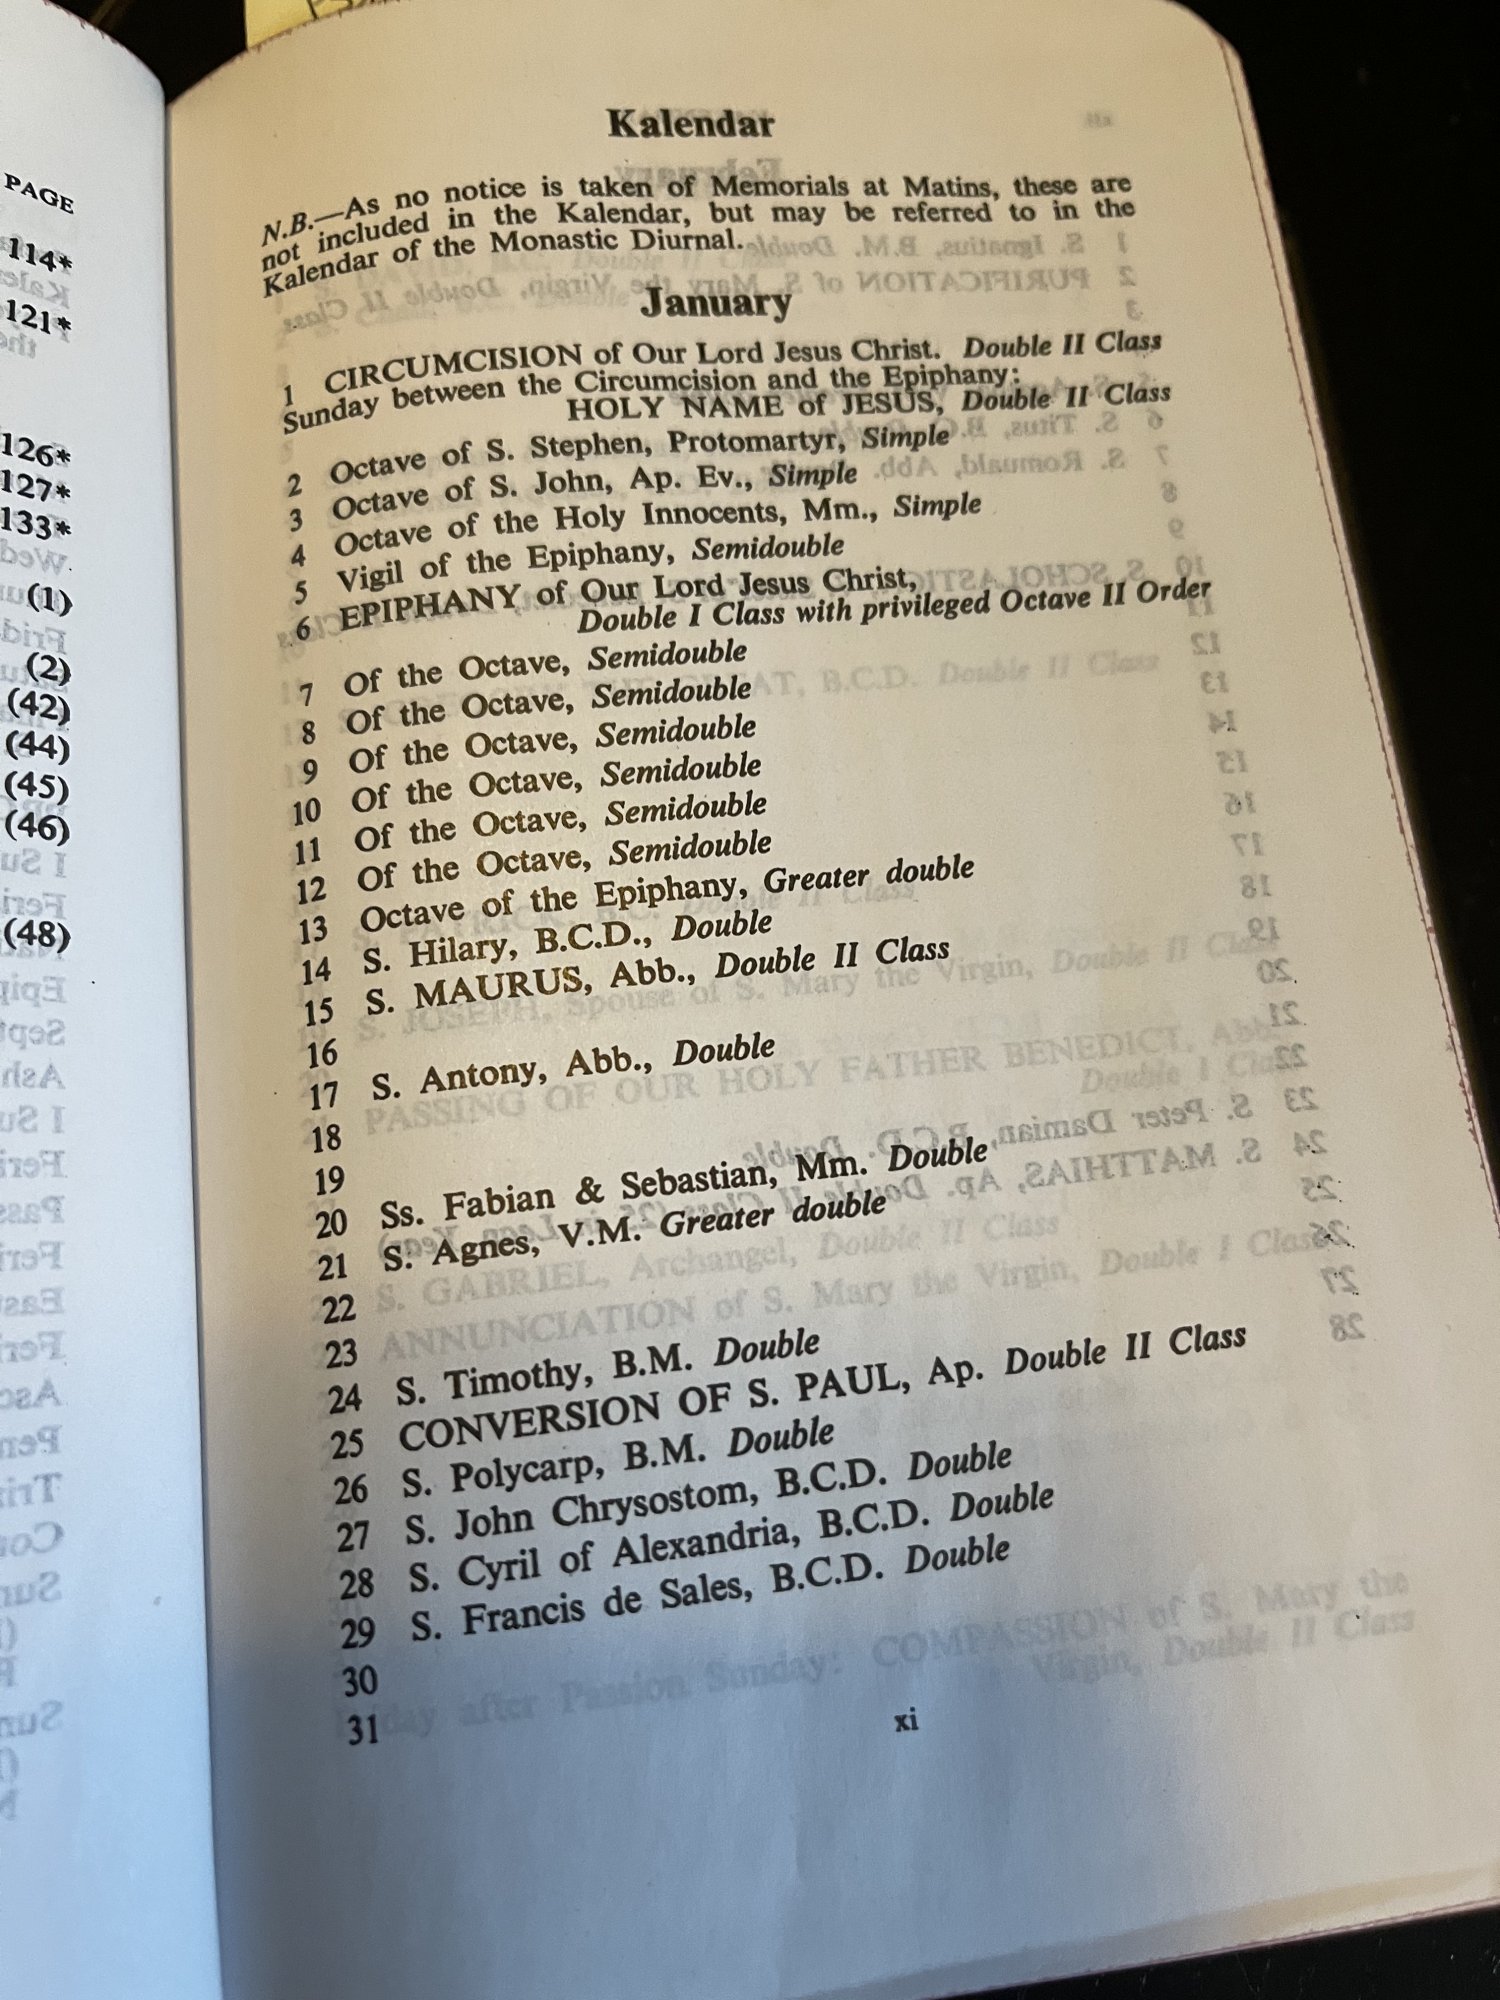 PAGE
114*
121*
126*
127*
133*
(1)
(2)
(42)
(44)
(45)
(46)
(48)
Kalendar
N.B.—As no notice is taken of Memorials at Matins, these are
not included in the Kalendar, but may be referred to in the
Kalendar of the Monastic Diurnal.
January
1 CIRCUMCISION of Our Lord Jesus Christ. Double II Class
Sunday between the Circumcision and the Epiphany:
HOLY NAME of JESUS, Double II Class
2 Octave of S. Stephen, Protomartyr, Simple
3 Octave of S. John, Ap. Ev., Simple
4 Octave of the Holy Innocents, Mm., Simple
5 Vigil of the Epiphany, Semidouble
6 EPIPHANY of Our Lord Jesus Christ,
Double I Class with privileged Octave II Order
7 Of the Octave, Semidouble
8 Of the Octave, Semidouble
9 Of the Octave, Semidouble
10 Of the Octave, Semidouble
11 Of the Octave, Semidouble
12 Of the Octave, Semidouble
13 Octave of the Epiphany, Greater double
14 S. Hilary, B.C.D., Double
15 S. MAURUS, Abb., Double II Class
16
17 S. Antony, Abb., Double
18
19
20 Ss. Fabian & Sebastian, Mm. Double
21 S. Agnes, V.M. Greater double
22
23
24 S. Timothy, B.M. Double
25 CONVERSION OF S. PAUL, Ap. Double II Class
26 S. Polycarp, B.M. Double
27 S. John Chrysostom, B.C.D. Double
28 S. Cyril of Alexandria, B.C.D. Double
29 S. Francis de Sales, B.C.D. Double
30
31
xi